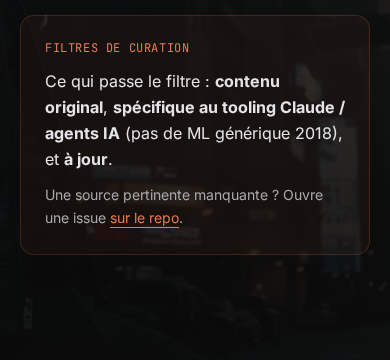 FILTRES DE CURATION
Ce qui passe le filtre : contenu
original, spécifique au tooling Claude /
agents IA (pas de ML générique 2018),
et à jour.
Une source pertinente manquante ? Ouvre
une issue sur le repo.